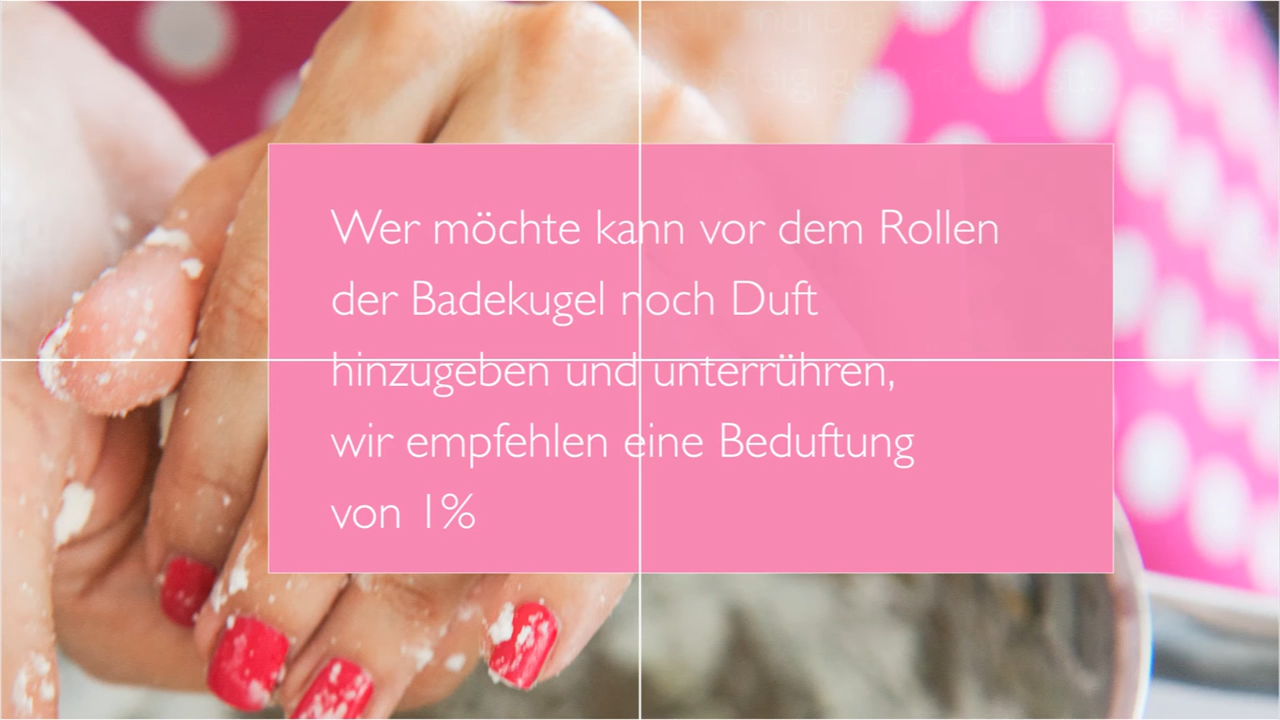 Wer möchte kann vor dem Rollen
der Badekugel noch Duft
hinzugeben und unterrühren,
wir empfehlen eine Beduftung
von 1%